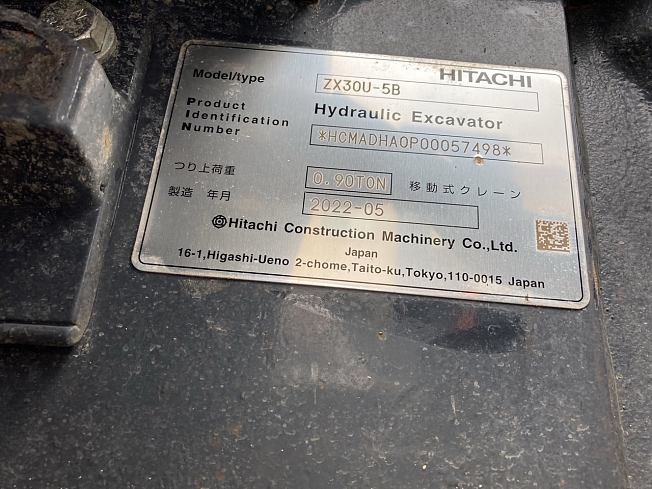 HITACHI
Model/type ZX30U-5B
Hydraulic Excavator
Product Identification Number *HCMADHA0P00057498*
つり上荷重 0.90TON 移動式クレーン
製造 年月 2022-05
Hitachi Construction Machinery Co.,Ltd.
Japan
16-1,Higashi-Ueno 2-chome,Taito-ku,Tokyo,110-0015 Japan